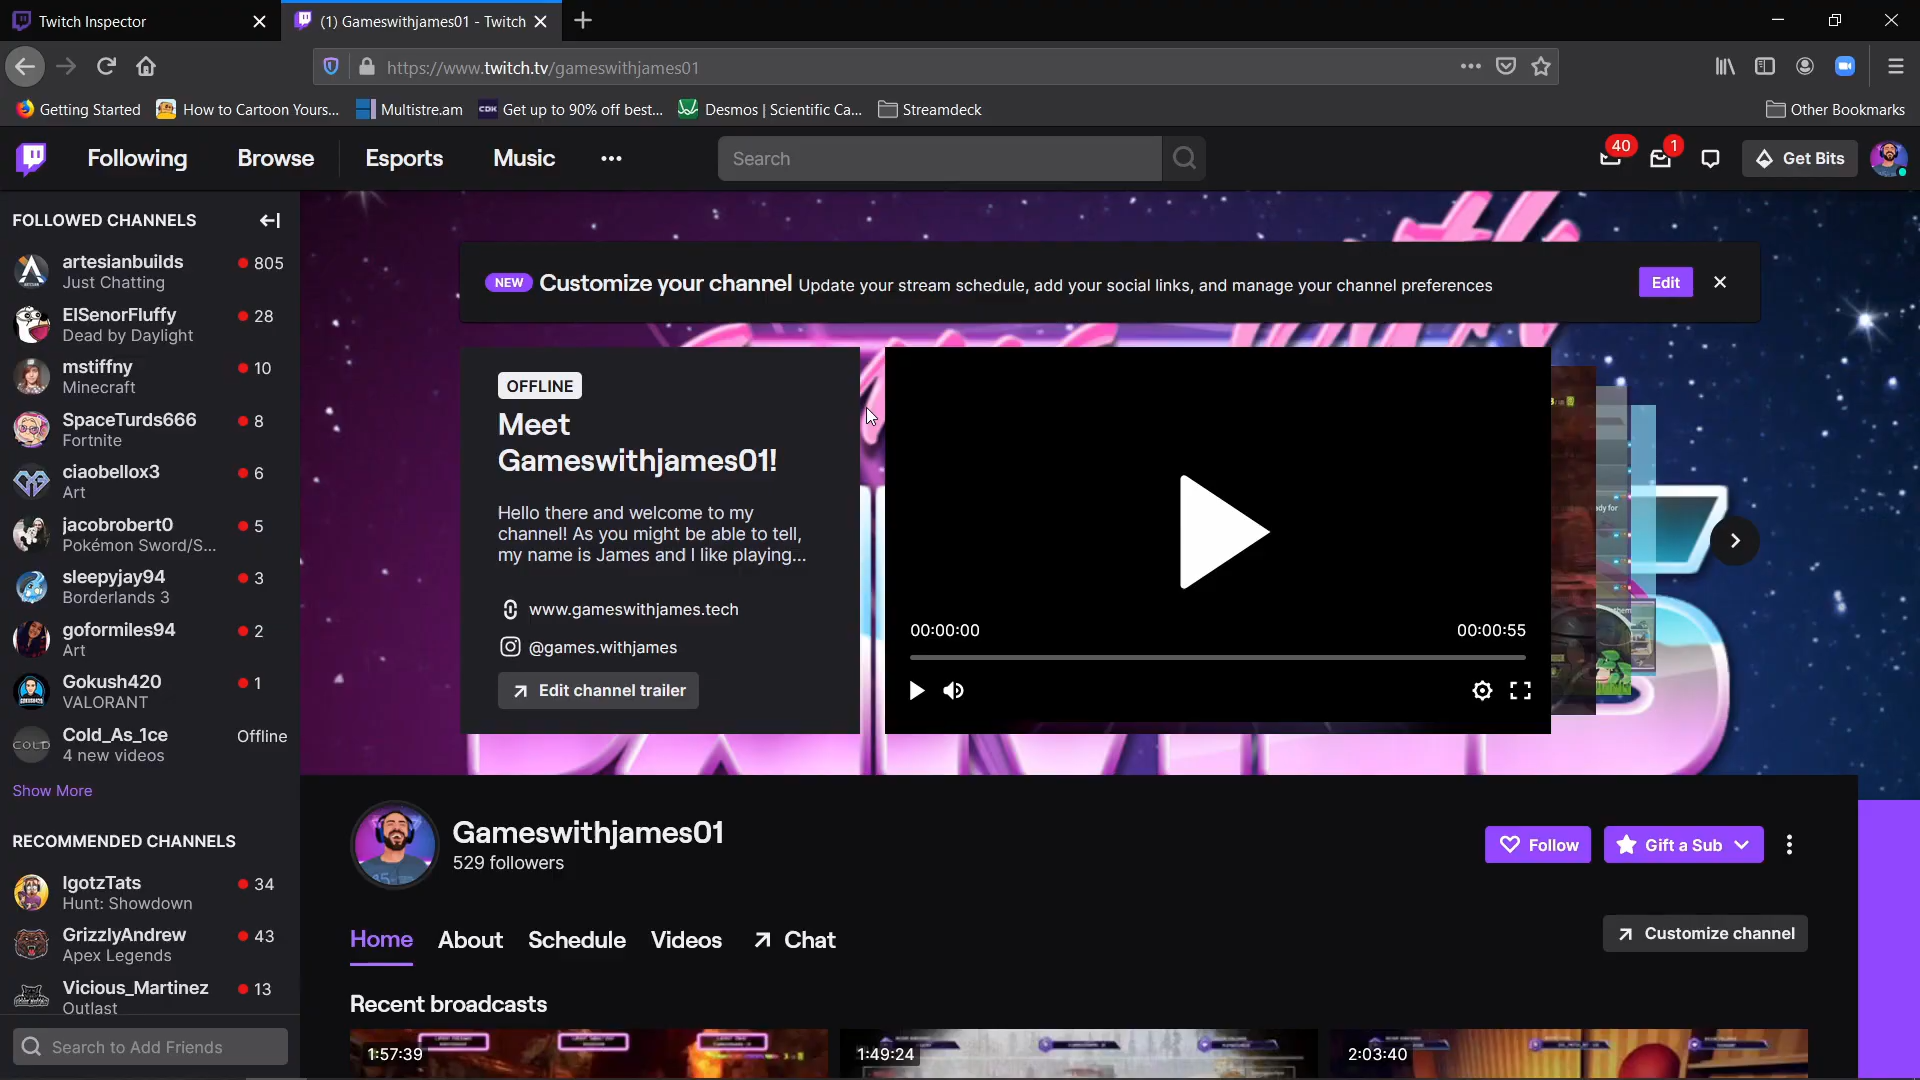 Twitch Inspector
(1) Gameswithjames01 - Twitch
https://www.twitch.tv/gameswithjames01
Getting Started
How to Cartoon Yours...
Multistre.am
CDK Get up to 90% off best...
Desmos | Scientific Ca...
Streamdeck
Other Bookmarks
Following
Browse
Esports
Music
Search
40
1
Get Bits
FOLLOWED CHANNELS
artesianbuilds 805
Just Chatting
ElSenorFluffy 28
Dead by Daylight
mstiffny 10
Minecraft
SpaceTurds666 8
Fortnite
ciaobellox3 6
Art
jacobrobert0 5
Pokémon Sword/S...
sleepyjay94 3
Borderlands 3
goformiles94 2
Art
Gokush420 1
VALORANT
COLD
Cold_As_1ce Offline
4 new videos
Show More
RECOMMENDED CHANNELS
IgotzTats 34
Hunt: Showdown
GrizzlyAndrew 43
Apex Legends
Vicious_Martinez 13
Outlast
Search to Add Friends
NEW Customize your channel Update your stream schedule, add your social links, and manage your channel preferences
Edit
OFFLINE
Meet
Gameswithjames01!
Hello there and welcome to my
channel! As you might be able to tell,
my name is James and I like playing...
www.gameswithjames.tech
@games.withjames
Edit channel trailer
00:00:00
00:00:55
Gameswithjames01
529 followers
Follow
Gift a Sub
Home
About
Schedule
Videos
Chat
Customize channel
Recent broadcasts
1:57:39
1:49:24
2:03:40